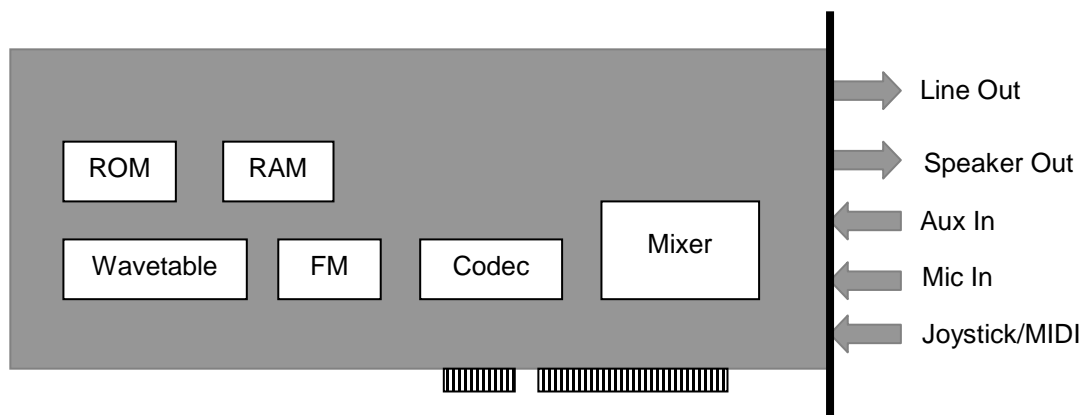 Line Out
ROM
RAM
Speaker Out
Aux In
Mixer
Wavetable
FM
Codec
Mic In
Joystick/MIDI